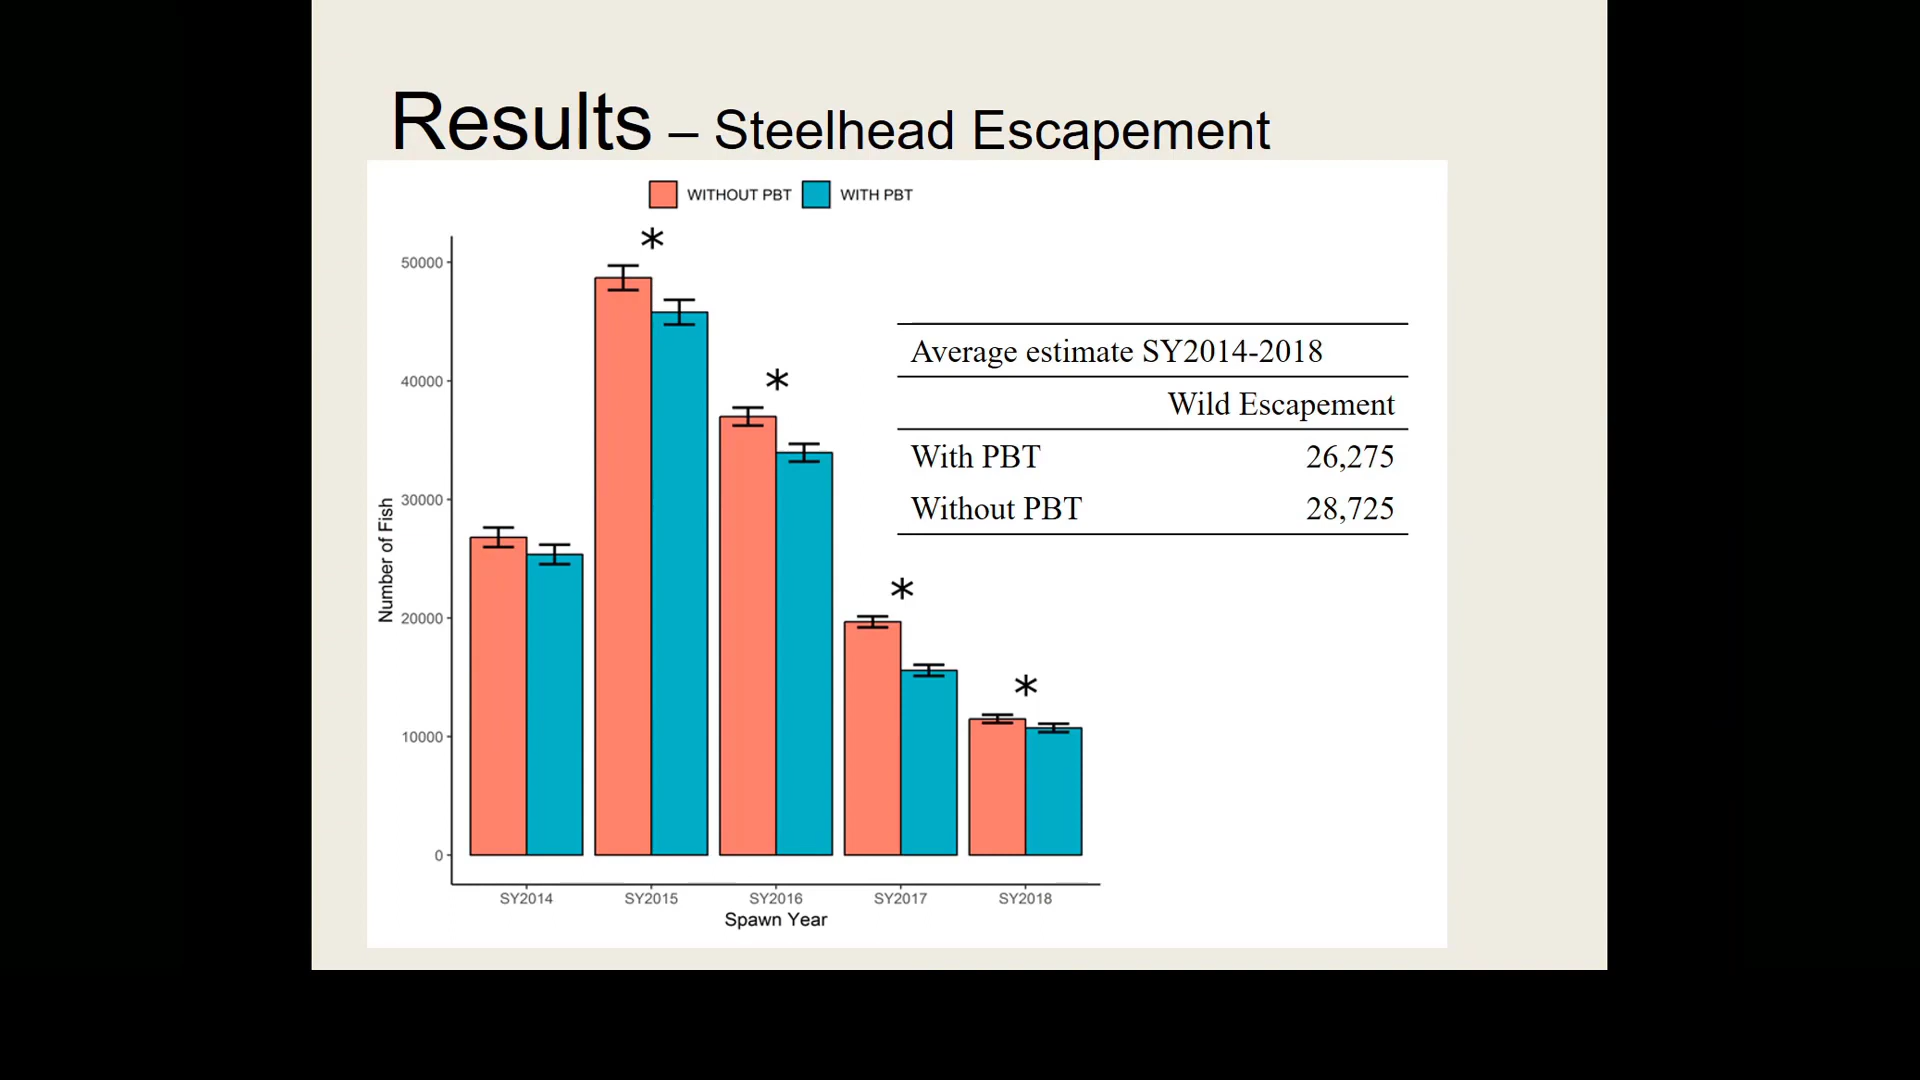 Results – Steelhead Escapement
WITHOUT PBT WITH PBT
*
50000
*
40000
Average estimate SY2014-2018
Wild Escapement
With PBT 26,275
Without PBT 28,725
30000
Number of Fish
*
20000
*
10000
0
SY2014 SY2015 SY2016 SY2017 SY2018
Spawn Year